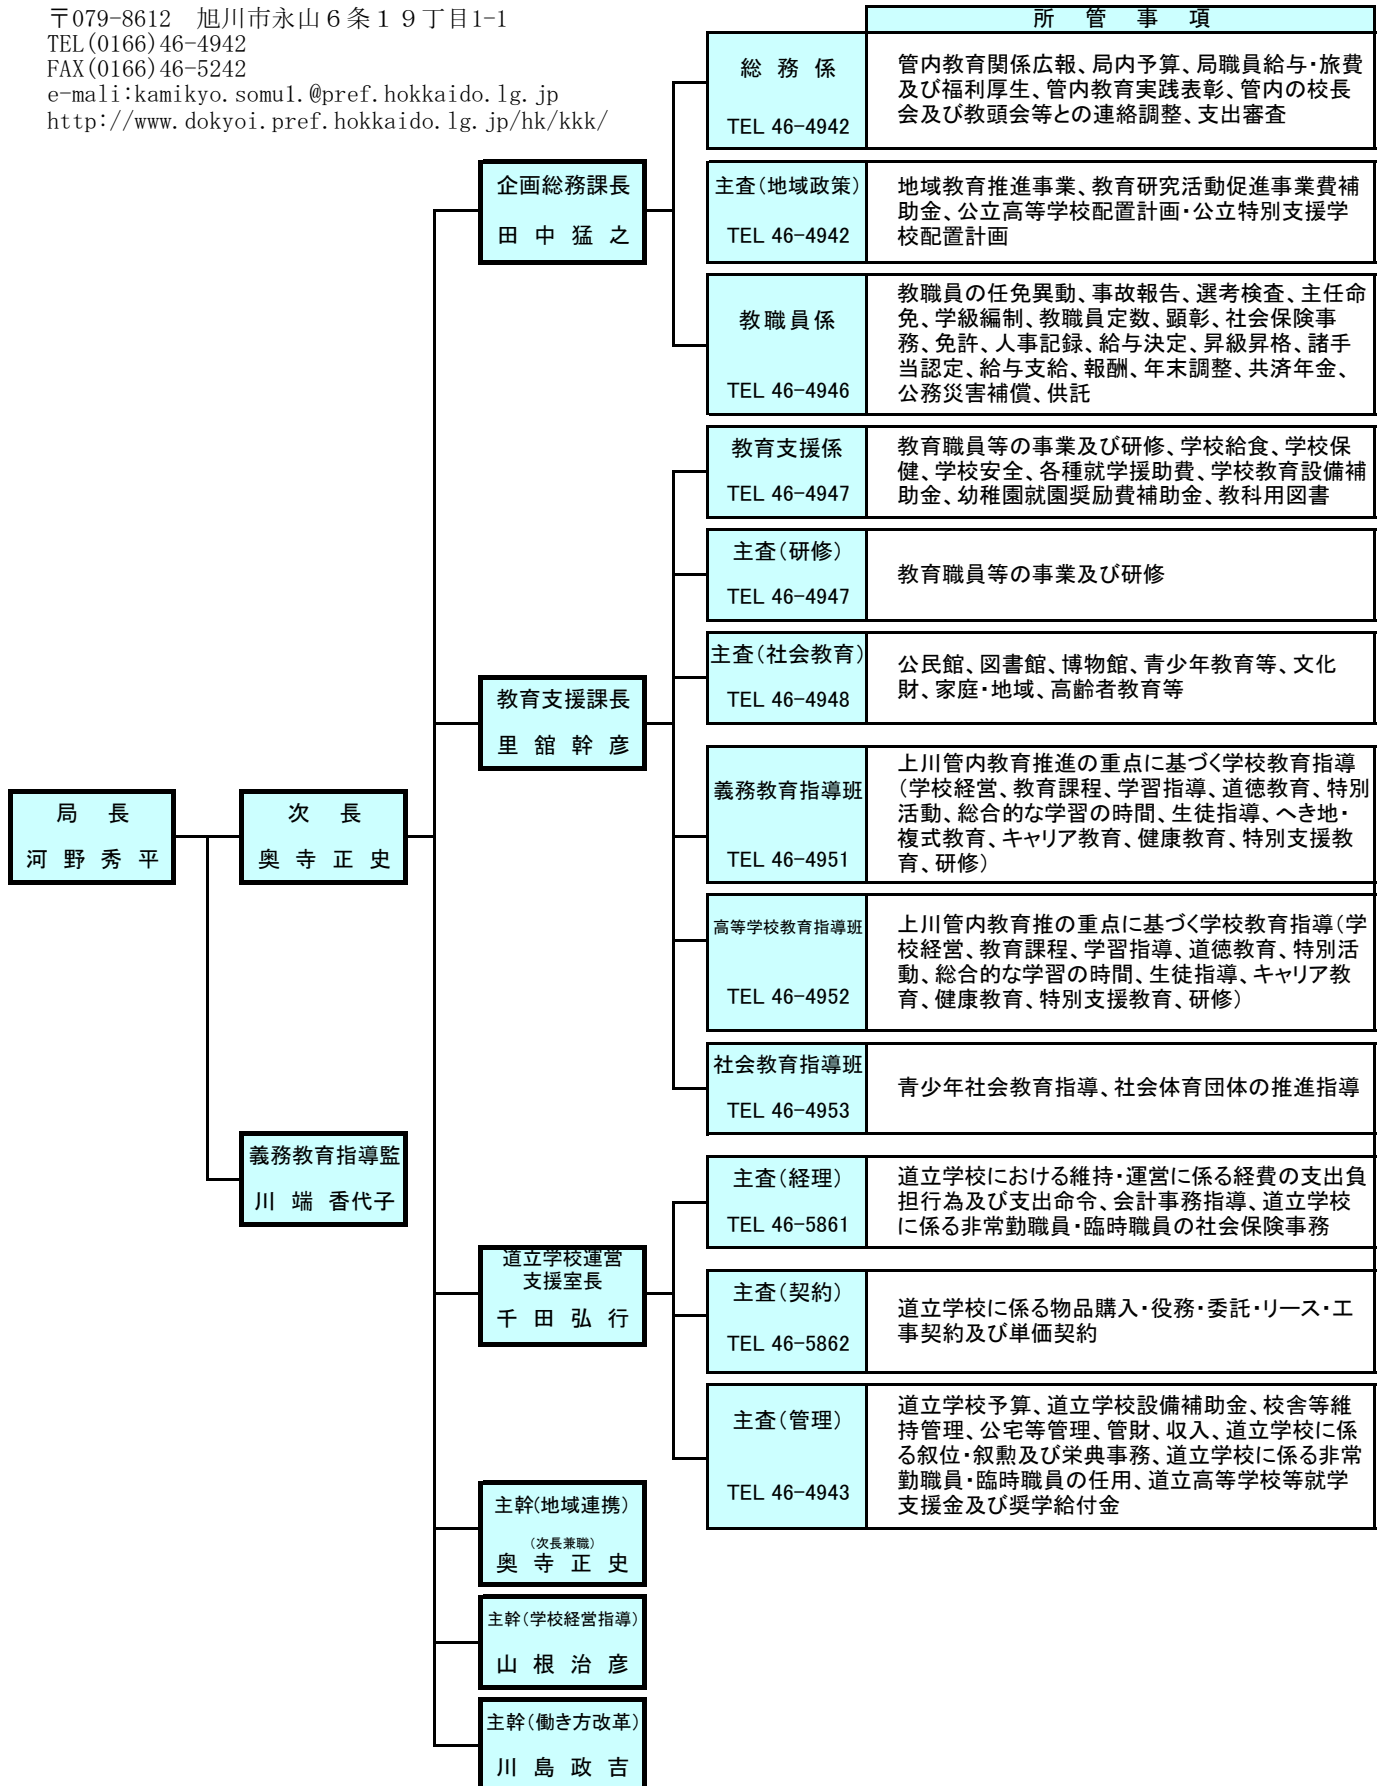 〒079-8612　旭川市永山６条１９丁目1-1
TEL(0166)46-4942
FAX(0166)46-5242
e-mali:kamikyo.somu1.@pref.hokkaido.lg.jp
http://www.dokyoi.pref.hokkaido.lg.jp/hk/kkk/
所　管　事　項
総　務　係
TEL 46-4942
管内教育関係広報、局内予算、局職員給与・旅費
及び福利厚生、管内教育実践表彰、管内の校長
会及び教頭会等との連絡調整、支出審査
企画総務課長
田　中　猛　之
主査（地域政策）
TEL 46-4942
地域教育推進事業、教育研究活動促進事業費補
助金、公立高等学校配置計画・公立特別支援学
校配置計画
教職員係
TEL 46-4946
教職員の任免異動、事故報告、選考検査、主任命
免、学級編制、教職員定数、顕彰、社会保険事
務、免許、人事記録、給与決定、昇級昇格、諸手
当認定、給与支給、報酬、年末調整、共済年金、
公務災害補償、供託
教育支援係
TEL 46-4947
教育職員等の事業及び研修、学校給食、学校保
健、学校安全、各種就学援助費、学校教育設備補
助金、幼稚園就園奨励費補助金、教科用図書
主査（研修）
TEL 46-4947
教育職員等の事業及び研修
主査（社会教育）
TEL 46-4948
公民館、図書館、博物館、青少年教育等、文化
財、家庭・地域、高齢者教育等
教育支援課長
里　舘　幹　彦
義務教育指導班
TEL 46-4951
上川管内教育推進の重点に基づく学校教育指導
（学校経営、教育課程、学習指導、道徳教育、特別
活動、総合的な学習の時間、生徒指導、へき地・
複式教育、キャリア教育、健康教育、特別支援教
育、研修）
局　長
河　野　秀　平
次　長
奥　寺　正　史
高等学校教育指導班
TEL 46-4952
上川管内教育推の重点に基づく学校教育指導（学
校経営、教育課程、学習指導、道徳教育、特別活
動、総合的な学習の時間、生徒指導、キャリア教
育、健康教育、特別支援教育、研修）
社会教育指導班
TEL 46-4953
青少年社会教育指導、社会体育団体の推進指導
義務教育指導監
川　端　香代子
主査（経理）
TEL 46-5861
道立学校における維持・運営に係る経費の支出負
担行為及び支出命令、会計事務指導、道立学校
に係る非常勤職員・臨時職員の社会保険事務
道立学校運営
支援室長
千　田　弘　行
主査（契約）
TEL 46-5862
道立学校に係る物品購入・役務・委託・リース・工
事契約及び単価契約
主査（管理）
TEL 46-4943
道立学校予算、道立学校設備補助金、校舎等維
持管理、公宅等管理、管財、収入、道立学校に係
る叙位・叙勲及び栄典事務、道立学校に係る非常
勤職員・臨時職員の任用、道立高等学校等就学
支援金及び奨学給付金
主幹（地域連携）
（次長兼職）
奥　寺　正　史
主幹（学校経営指導）
山　根　治　彦
主幹（働き方改革）
川　島　政　吉